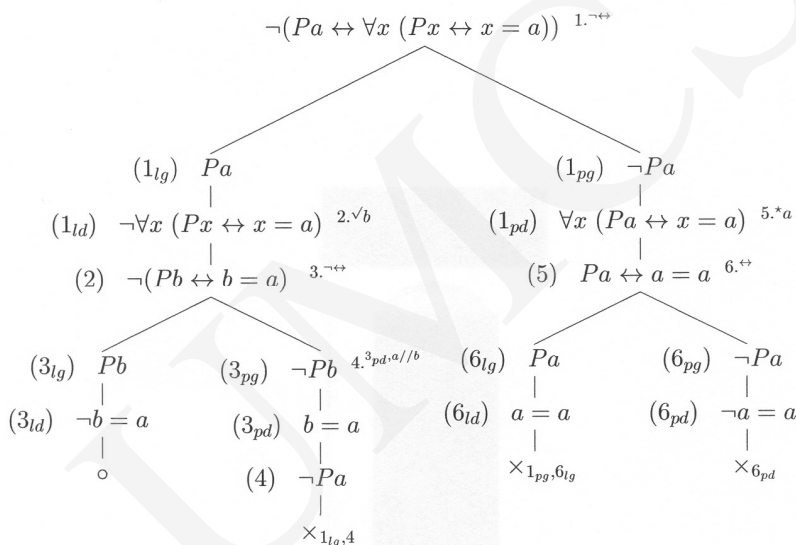 ¬(Pa ↔ ∀x (Px ↔ x = a)) 1.¬↔
(1lg) Pa (1pg) ¬Pa
(1ld) ¬∀x (Px ↔ x = a) 2.√b (1pd) ∀x (Pa ↔ x = a) 5.⋆a
(2) ¬(Pb ↔ b = a) 3.¬↔ (5) Pa ↔ a = a 6.↔
(3lg) Pb (3pg) ¬Pb 4.3pd,a//b (6lg) Pa (6pg) ¬Pa
(3ld) ¬b = a (3pd) b = a (6ld) a = a (6pd) ¬a = a
∘ (4) ¬Pa ×1pg,6lg ×6pd
×1lg,4
UMCS